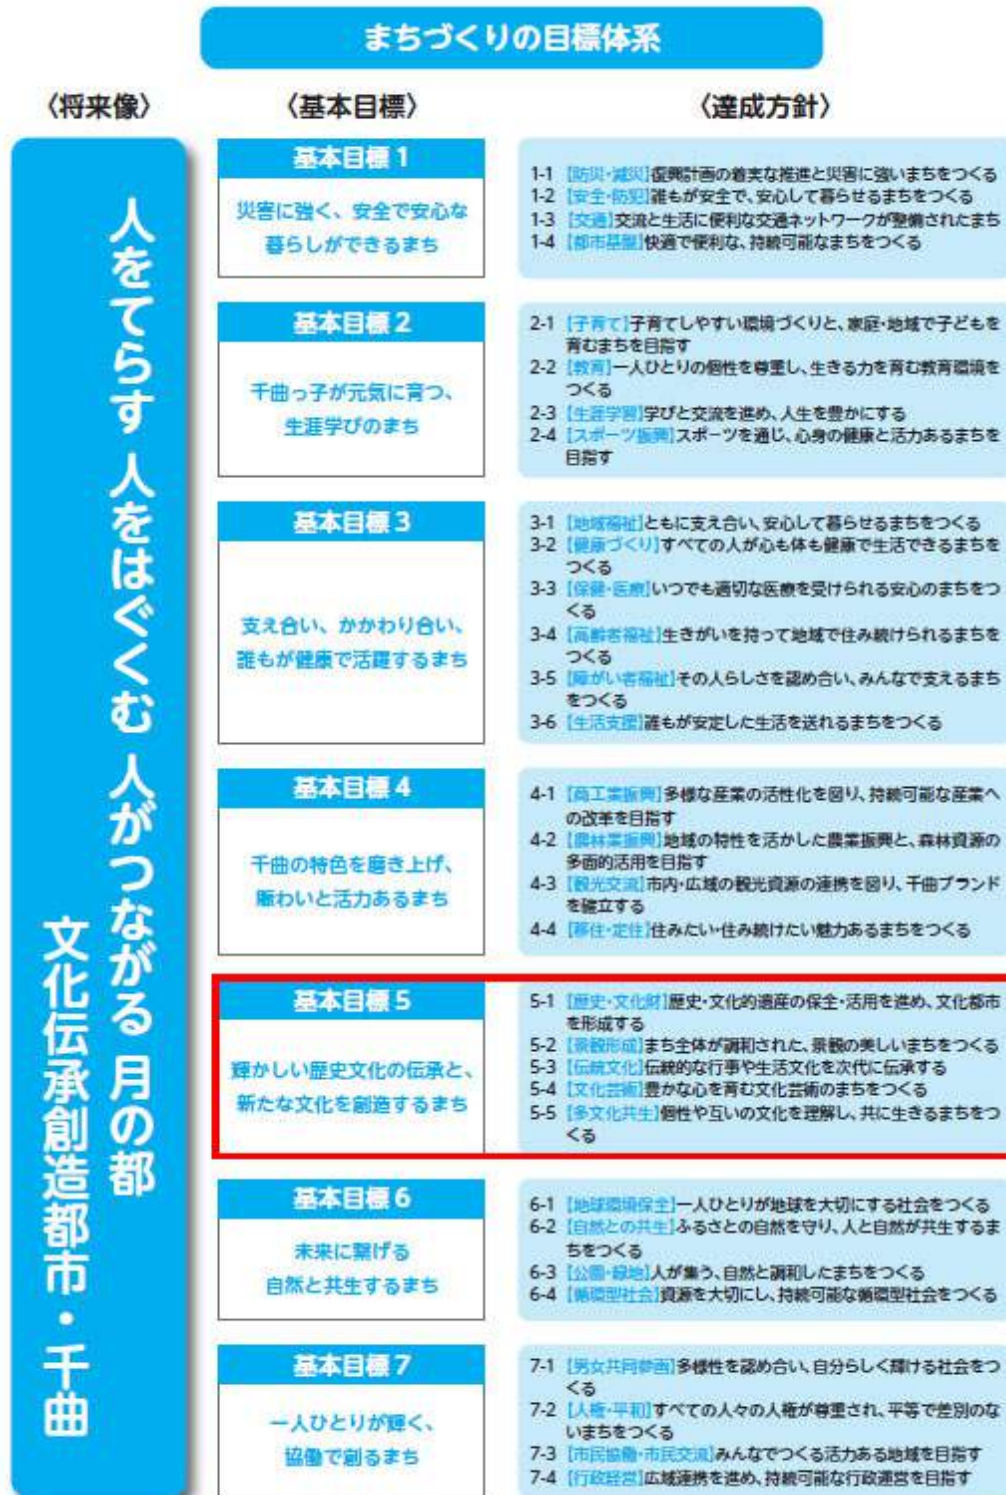 まちづくりの目標体系
〈将来像〉
〈基本目標〉
〈達成方針〉
人をてらす 人をはぐくむ 人がつながる 月の都
文化伝承創造都市・千曲
基本目標 1
災害に強く、安全で安心な
暮らしができるまち
1-1 【防災・減災】復興計画の着実な推進と災害に強いまちをつくる
1-2 【安全・防犯】誰もが安全で、安心して暮らせるまちをつくる
1-3 【交通】交流と生活に便利な交通ネットワークが整備されたまち
1-4 【都市基盤】快適で便利な、持続可能なまちをつくる
基本目標 2
千曲っ子が元気に育つ、
生涯学びのまち
2-1 【子育て】子育てしやすい環境づくりと、家庭・地域で子どもを
育むまちを目指す
2-2 【教育】一人ひとりの個性を尊重し、生きる力を育む教育環境を
つくる
2-3 【生涯学習】学びと交流を進め、人生を豊かにする
2-4 【スポーツ振興】スポーツを通じ、心身の健康と活力あるまちを
目指す
基本目標 3
支え合い、かかわり合い、
誰もが健康で活躍するまち
3-1 【地域福祉】ともに支え合い、安心して暮らせるまちをつくる
3-2 【健康づくり】すべての人が心も体も健康で生活できるまちを
つくる
3-3 【保健・医療】いつでも適切な医療を受けられる安心のまちをつ
くる
3-4 【高齢者福祉】生きがいを持って地域で住み続けられるまちを
つくる
3-5 【障がい者福祉】その人らしさを認め合い、みんなで支えるまち
をつくる
3-6 【生活支援】誰もが安定した生活を送れるまちをつくる
基本目標 4
千曲の特色を磨き上げ、
賑わいと活力あるまち
4-1 【商工業振興】多様な産業の活性化を図り、持続可能な産業へ
の改革を目指す
4-2 【農林業振興】地域の特性を活かした農業振興と、森林資源の
多面的活用を目指す
4-3 【観光交流】市内・広域の観光資源の連携を図り、千曲ブランド
を確立する
4-4 【移住・定住】住みたい・住み続けたい魅力あるまちをつくる
基本目標 5
輝かしい歴史文化の伝承と、
新たな文化を創造するまち
5-1 【歴史・文化財】歴史・文化的遺産の保全・活用を進め、文化都市
を形成する
5-2 【景観形成】まち全体が調和された、景観の美しいまちをつくる
5-3 【伝統文化】伝統的な行事や生活文化を次代に伝承する
5-4 【文化芸術】豊かな心を育む文化芸術のまちをつくる
5-5 【多文化共生】個性や互いの文化を理解し、共に生きるまちをつ
くる
基本目標 6
未来に繋げる
自然と共生するまち
6-1 【地球環境保全】一人ひとりが地球を大切にする社会をつくる
6-2 【自然との共生】ふるさとの自然を守り、人と自然が共生するま
ちをつくる
6-3 【公園・緑地】人が集う、自然と調和したまちをつくる
6-4 【循環型社会】資源を大切にし、持続可能な循環型社会をつくる
基本目標 7
一人ひとりが輝く、
協働で創るまち
7-1 【男女共同参画】多様性を認め合い、自分らしく輝ける社会をつ
くる
7-2 【人権・平和】すべての人々の人権が尊重され、平等で差別のな
いまちをつくる
7-3 【市民協働・市民交流】みんなでつくる活力ある地域を目指す
7-4 【行政経営】広域連携を進め、持続可能な行政運営を目指す